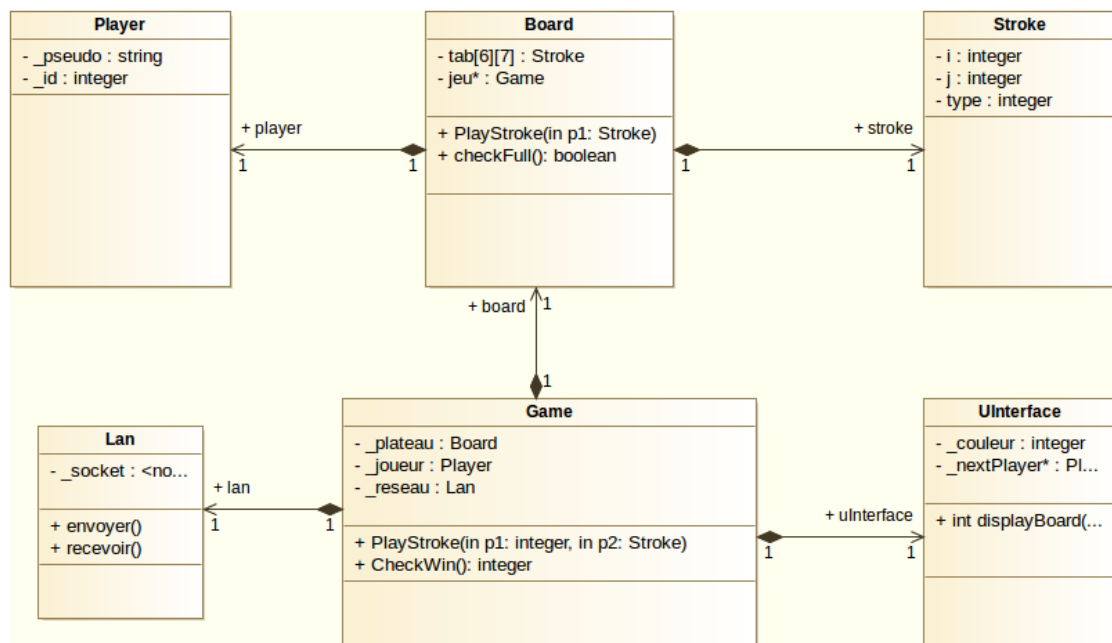 Player
- _pseudo : string
- _id : integer
Board
- tab[6][7] : Stroke
- jeu* : Game
+ PlayStroke(in p1: Stroke)
+ checkFull(): boolean
Stroke
- i : integer
- j : integer
- type : integer
+ player
1
1
+ stroke
1
1
+ board
1
1
Lan
- _socket : <no...
+ envoyer()
+ recevoir()
+ lan
1
1
Game
- _plateau : Board
- _joueur : Player
- _reseau : Lan
+ PlayStroke(in p1: integer, in p2: Stroke)
+ CheckWin(): integer
+ uInterface
1
1
UInterface
- _couleur : integer
- _nextPlayer* : Pl...
+ int displayBoard(...